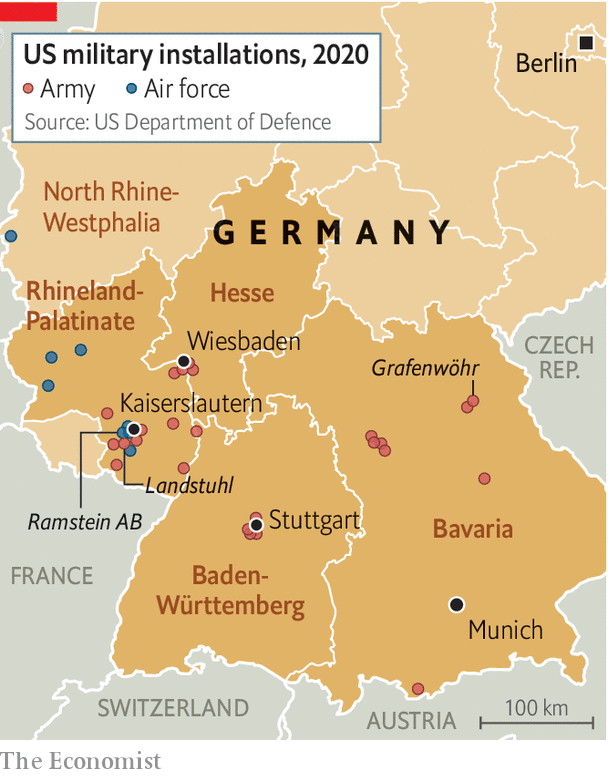 US military installations, 2020
Army Air force
Source: US Department of Defence
Berlin
North Rhine-
Westphalia
GERMANY
Rhineland-
Palatinate
Hesse
Wiesbaden
CZECH
REP.
Grafenwöhr
Kaiserslautern
Landstuhl
Ramstein AB
Stuttgart
Bavaria
FRANCE
Baden-
Württemberg
Munich
SWITZERLAND
AUSTRIA
100 km
The Economist